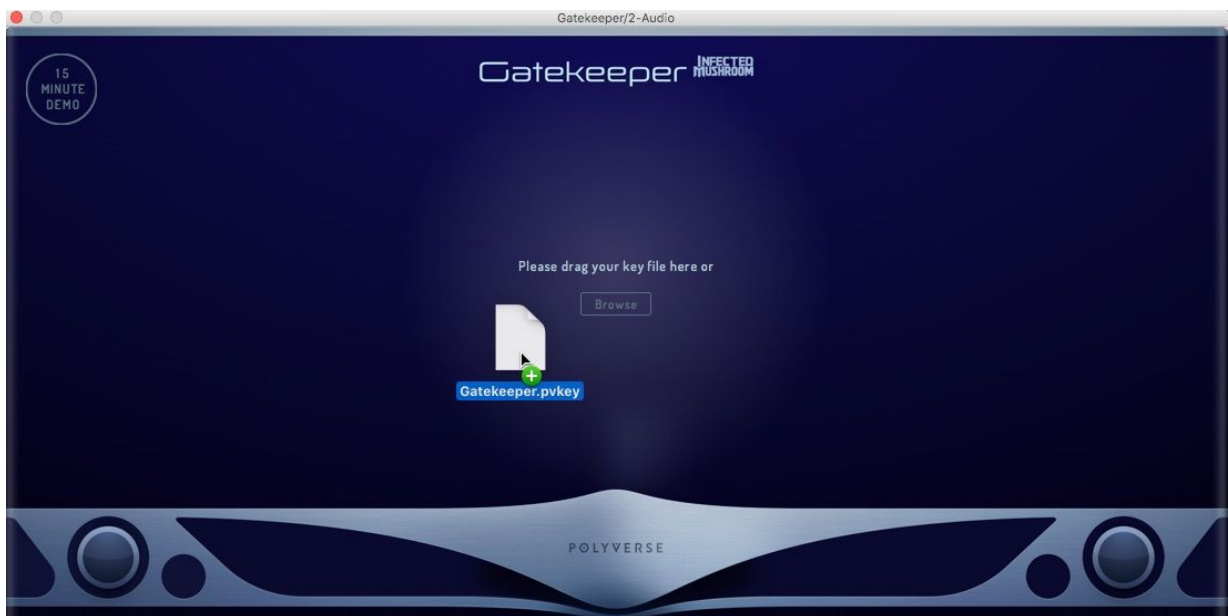 Gatekeeper/2-Audio
15
MINUTE
DEMO
Gatekeeper INFECTED
MUSHROOM
Please drag your key file here or
Browse
Gatekeeper.pvkey
POLYVERSE